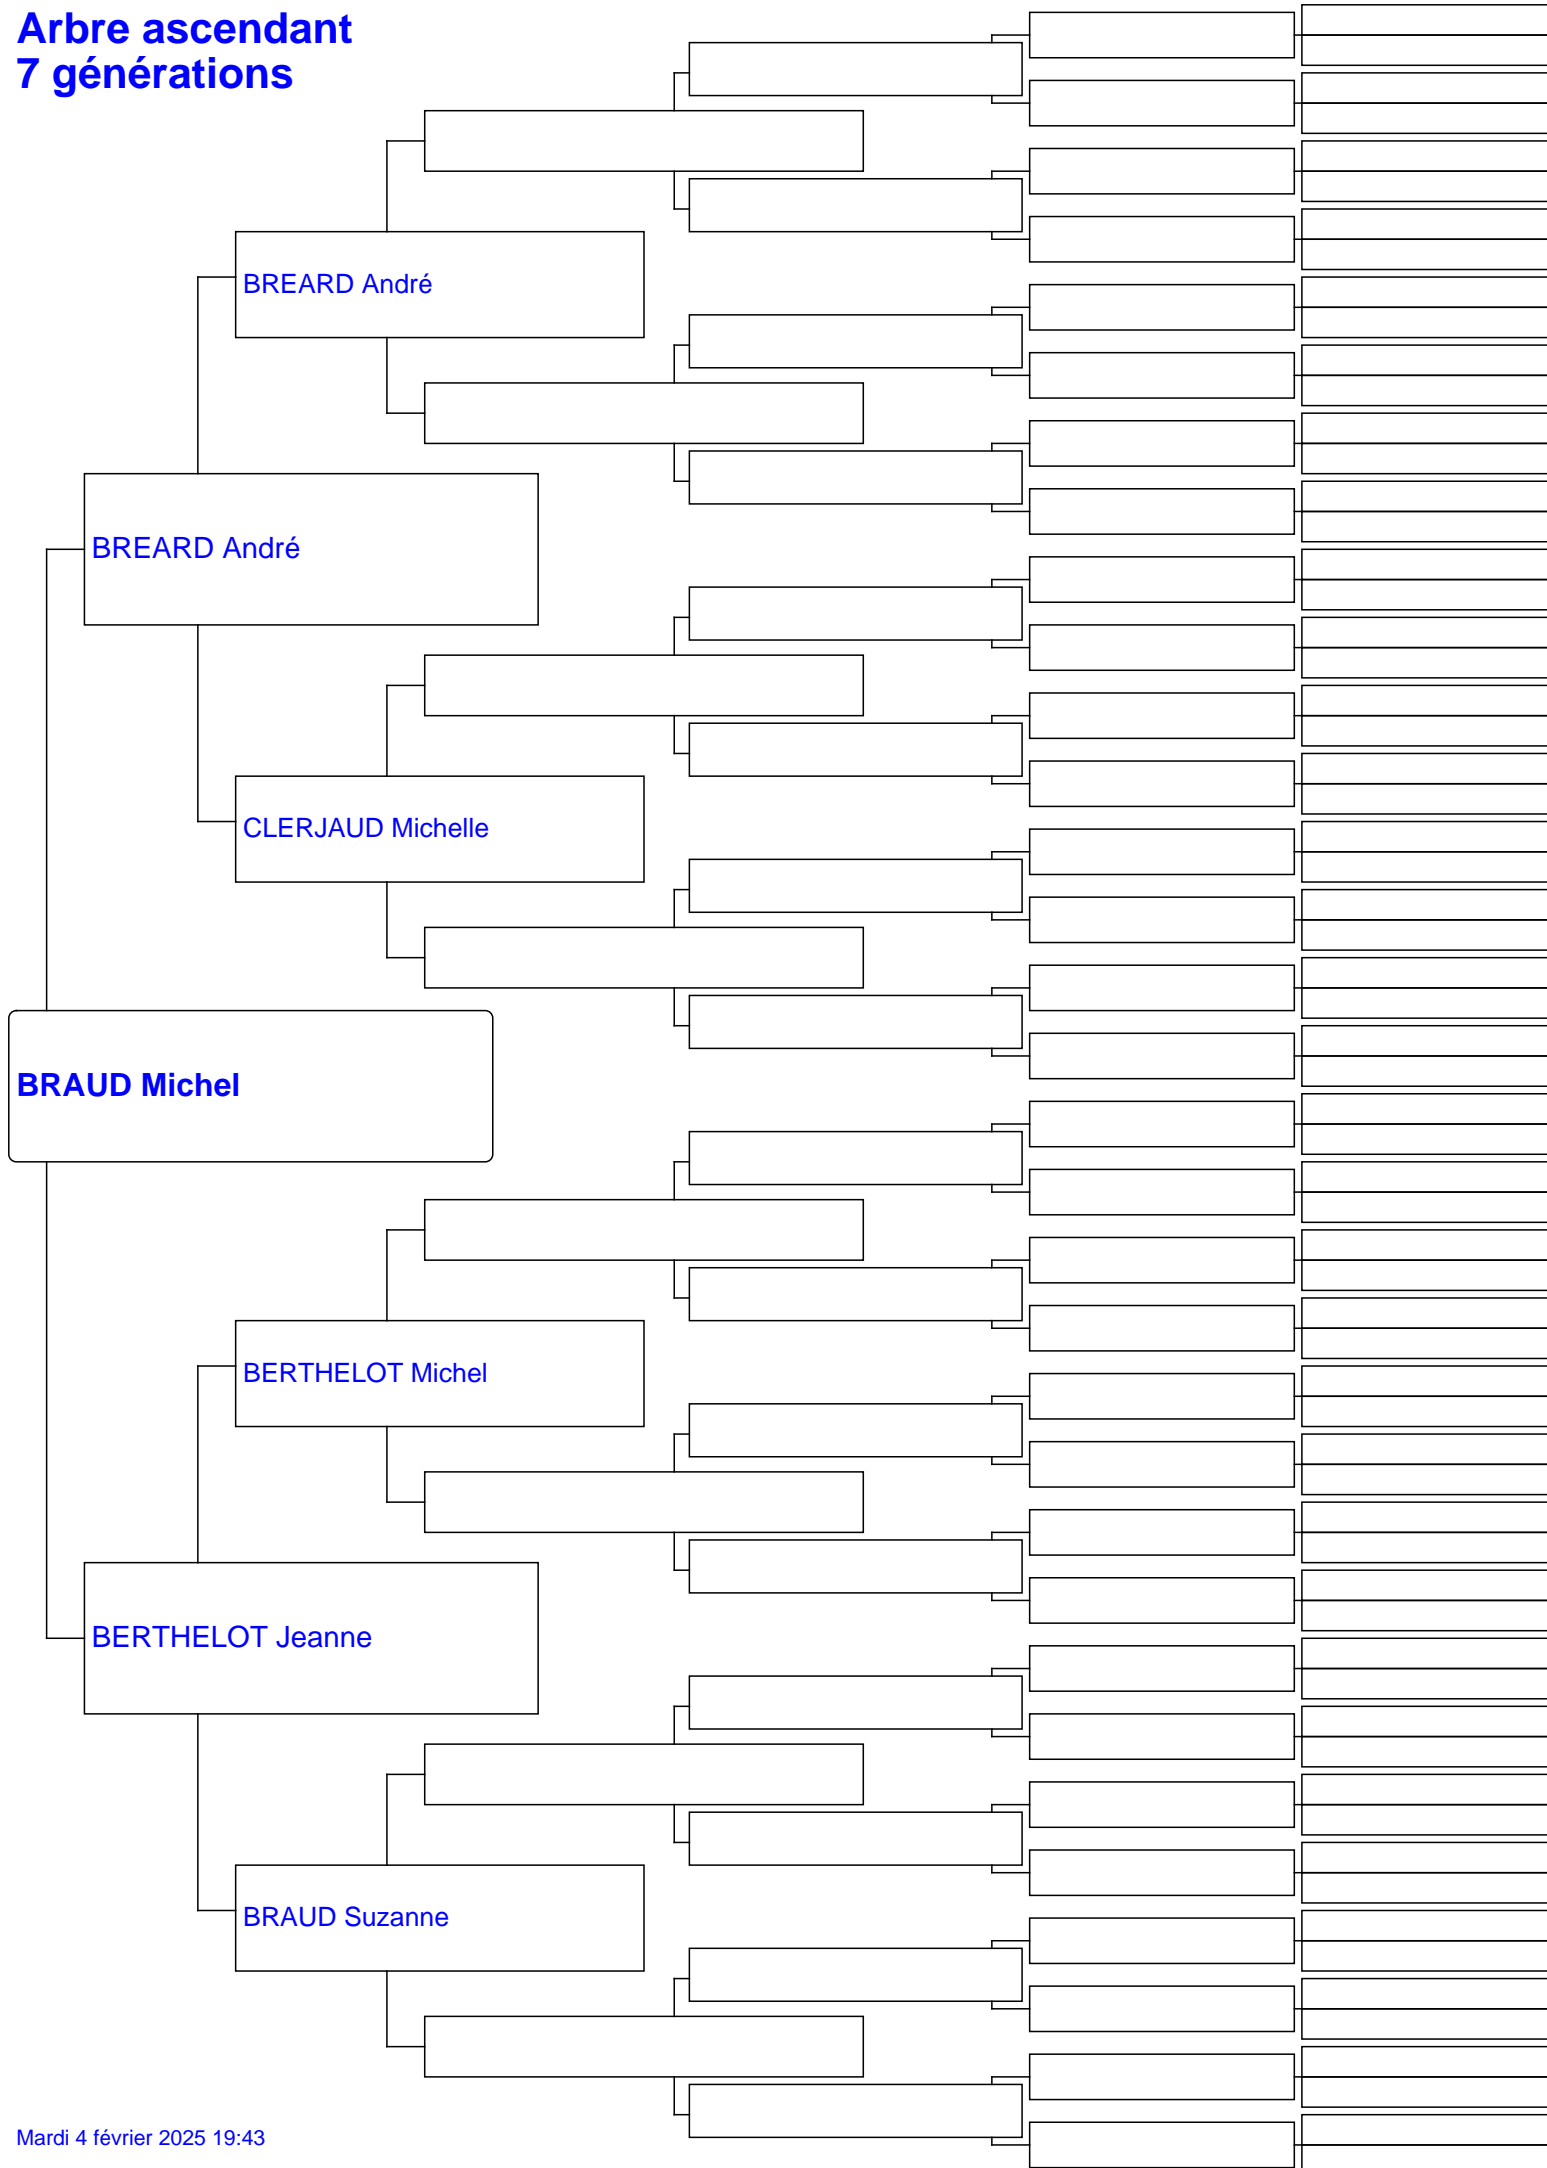 Arbre ascendant
7 générations
BREARD André
BREARD André
CLERJAUD Michelle
BRAUD Michel
BERTHELOT Michel
BERTHELOT Jeanne
BRAUD Suzanne
Mardi 4 février 2025 19:43